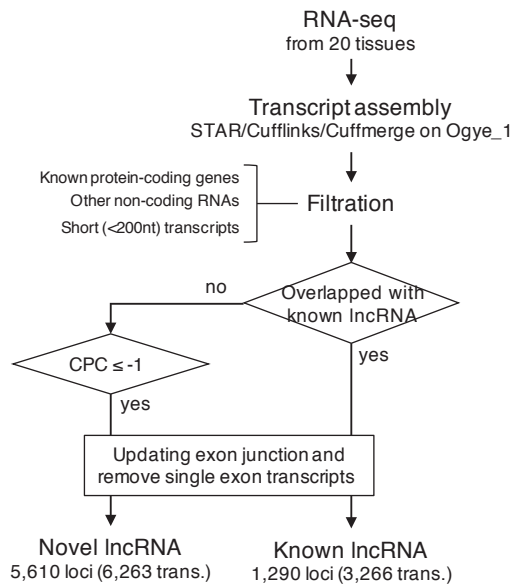 RNA-seq
from 20 tissues
Transcript assembly
STAR/Cufflinks/Cuffmerge on Ogye_1
Known protein-coding genes
Other non-coding RNAs
Short (<200nt) transcripts
Filtration
Overlapped with
known lncRNA
no
CPC ≤ -1
yes
yes
Updating exon junction and
remove single exon transcripts
Novel lncRNA
5,610 loci (6,263 trans.)
Known lncRNA
1,290 loci (3,266 trans.)